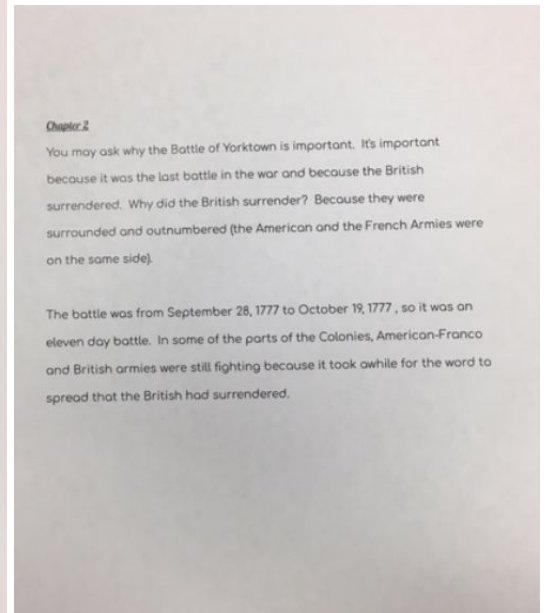 Chapter 2
You may ask why the Battle of Yorktown is important. It's important
because it was the last battle in the war and because the British
surrendered. Why did the British surrender? Because they were
surrounded and outnumbered (the American and the French Armies were
on the same side).
The battle was from September 28, 1777 to October 19, 1777 , so it was an
eleven day battle. In some of the parts of the Colonies, American-Franco
and British armies were still fighting because it took awhile for the word to
spread that the British had surrendered.